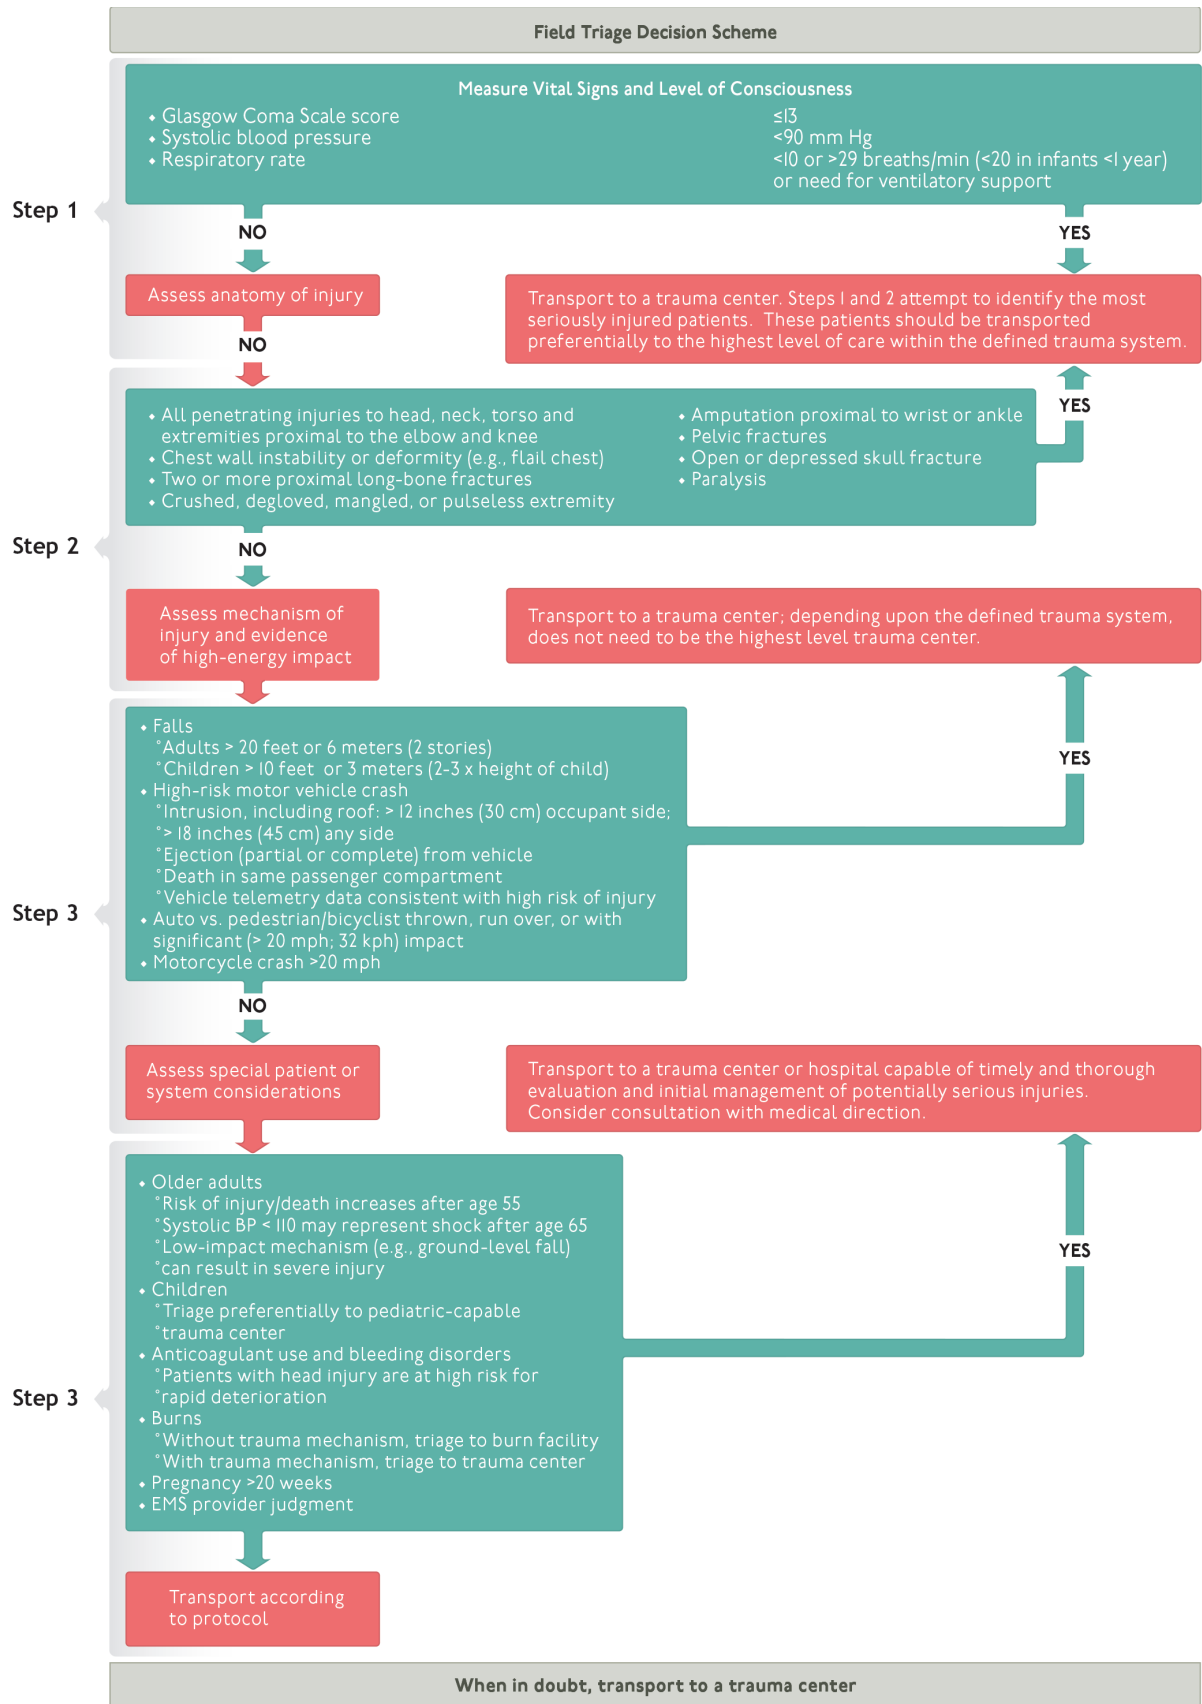 Field Triage Decision Scheme
Step 1
Measure Vital Signs and Level of Consciousness
⬥ Glasgow Coma Scale score
≤13
⬥ Systolic blood pressure
<90 mm Hg
⬥ Respiratory rate
<10 or >29 breaths/min (<20 in infants <1 year)
or need for ventilatory support
NO
YES
Assess anatomy of injury
Transport to a trauma center. Steps 1 and 2 attempt to identify the most
seriously injured patients. These patients should be transported
preferentially to the highest level of care within the defined trauma system.
NO
YES
Step 2
⬥ All penetrating injuries to head, neck, torso and
extremities proximal to the elbow and knee
⬥ Chest wall instability or deformity (e.g., flail chest)
⬥ Two or more proximal long-bone fractures
⬥ Crushed, degloved, mangled, or pulseless extremity
⬥ Amputation proximal to wrist or ankle
⬥ Pelvic fractures
⬥ Open or depressed skull fracture
⬥ Paralysis
NO
Assess mechanism of
injury and evidence
of high-energy impact
Transport to a trauma center; depending upon the defined trauma system,
does not need to be the highest level trauma center.
YES
Step 3
⬥ Falls
°Adults > 20 feet or 6 meters (2 stories)
°Children > 10 feet or 3 meters (2-3 x height of child)
⬥ High-risk motor vehicle crash
°Intrusion, including roof: > 12 inches (30 cm) occupant side;
°> 18 inches (45 cm) any side
°Ejection (partial or complete) from vehicle
°Death in same passenger compartment
°Vehicle telemetry data consistent with high risk of injury
⬥ Auto vs. pedestrian/bicyclist thrown, run over, or with
significant (> 20 mph; 32 kph) impact
⬥ Motorcycle crash >20 mph
NO
Assess special patient or
system considerations
Transport to a trauma center or hospital capable of timely and thorough
evaluation and initial management of potentially serious injuries.
Consider consultation with medical direction.
YES
Step 3
⬥ Older adults
°Risk of injury/death increases after age 55
°Systolic BP < 110 may represent shock after age 65
°Low-impact mechanism (e.g., ground-level fall)
°can result in severe injury
⬥ Children
°Triage preferentially to pediatric-capable
°trauma center
⬥ Anticoagulant use and bleeding disorders
°Patients with head injury are at high risk for
°rapid deterioration
⬥ Burns
°Without trauma mechanism, triage to burn facility
°With trauma mechanism, triage to trauma center
⬥ Pregnancy >20 weeks
⬥ EMS provider judgment
Transport according
to protocol
When in doubt, transport to a trauma center